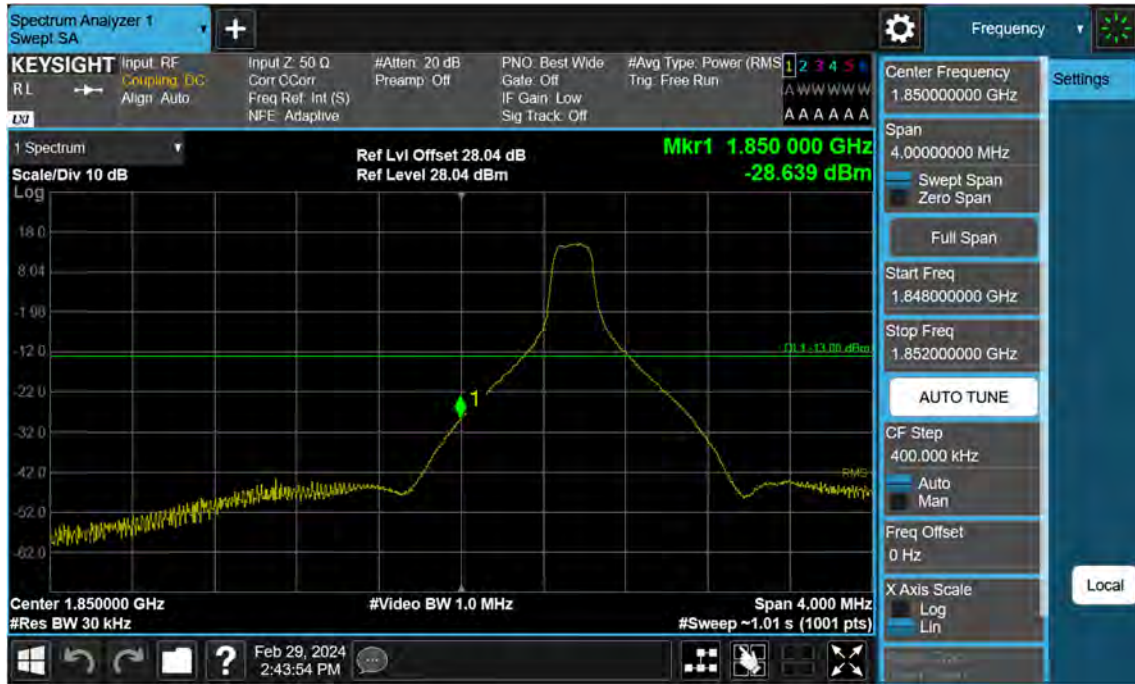 Spectrum Analyzer 1
Swept SA
Frequency
KEYSIGHT
R L
LXI
Input: RF
Coupling: DC
Align: Auto
Input Z: 50 Ω
Corr CCorr
Freq Ref: Int (S)
NFE: Adaptive
#Atten: 20 dB
Preamp: Off
PNO: Best Wide
Gate: Off
IF Gain: Low
Sig Track: Off
#Avg Type: Power (RMS
Trig: Free Run
1 2 3 4 5 6
A W W W W W
A A A A A A
1 Spectrum
Scale/Div 10 dB
Ref Lvl Offset 28.04 dB
Ref Level 28.04 dBm
Mkr1 1.850 000 GHz
-28.639 dBm
Log
18.0
8.04
-1.96
-12.0
-22.0
-32.0
-42.0
-52.0
-62.0
DL1 -13.00 dBm
1
RMS
Center 1.850000 GHz
#Res BW 30 kHz
#Video BW 1.0 MHz
Span 4.000 MHz
#Sweep ~1.01 s (1001 pts)
?
Feb 29, 2024
2:43:54 PM
Center Frequency
1.850000000 GHz
Span
4.00000000 MHz
Swept Span
Zero Span
Full Span
Start Freq
1.848000000 GHz
Stop Freq
1.852000000 GHz
AUTO TUNE
CF Step
400.000 kHz
Auto
Man
Freq Offset
0 Hz
X Axis Scale
Log
Lin
Settings
Local